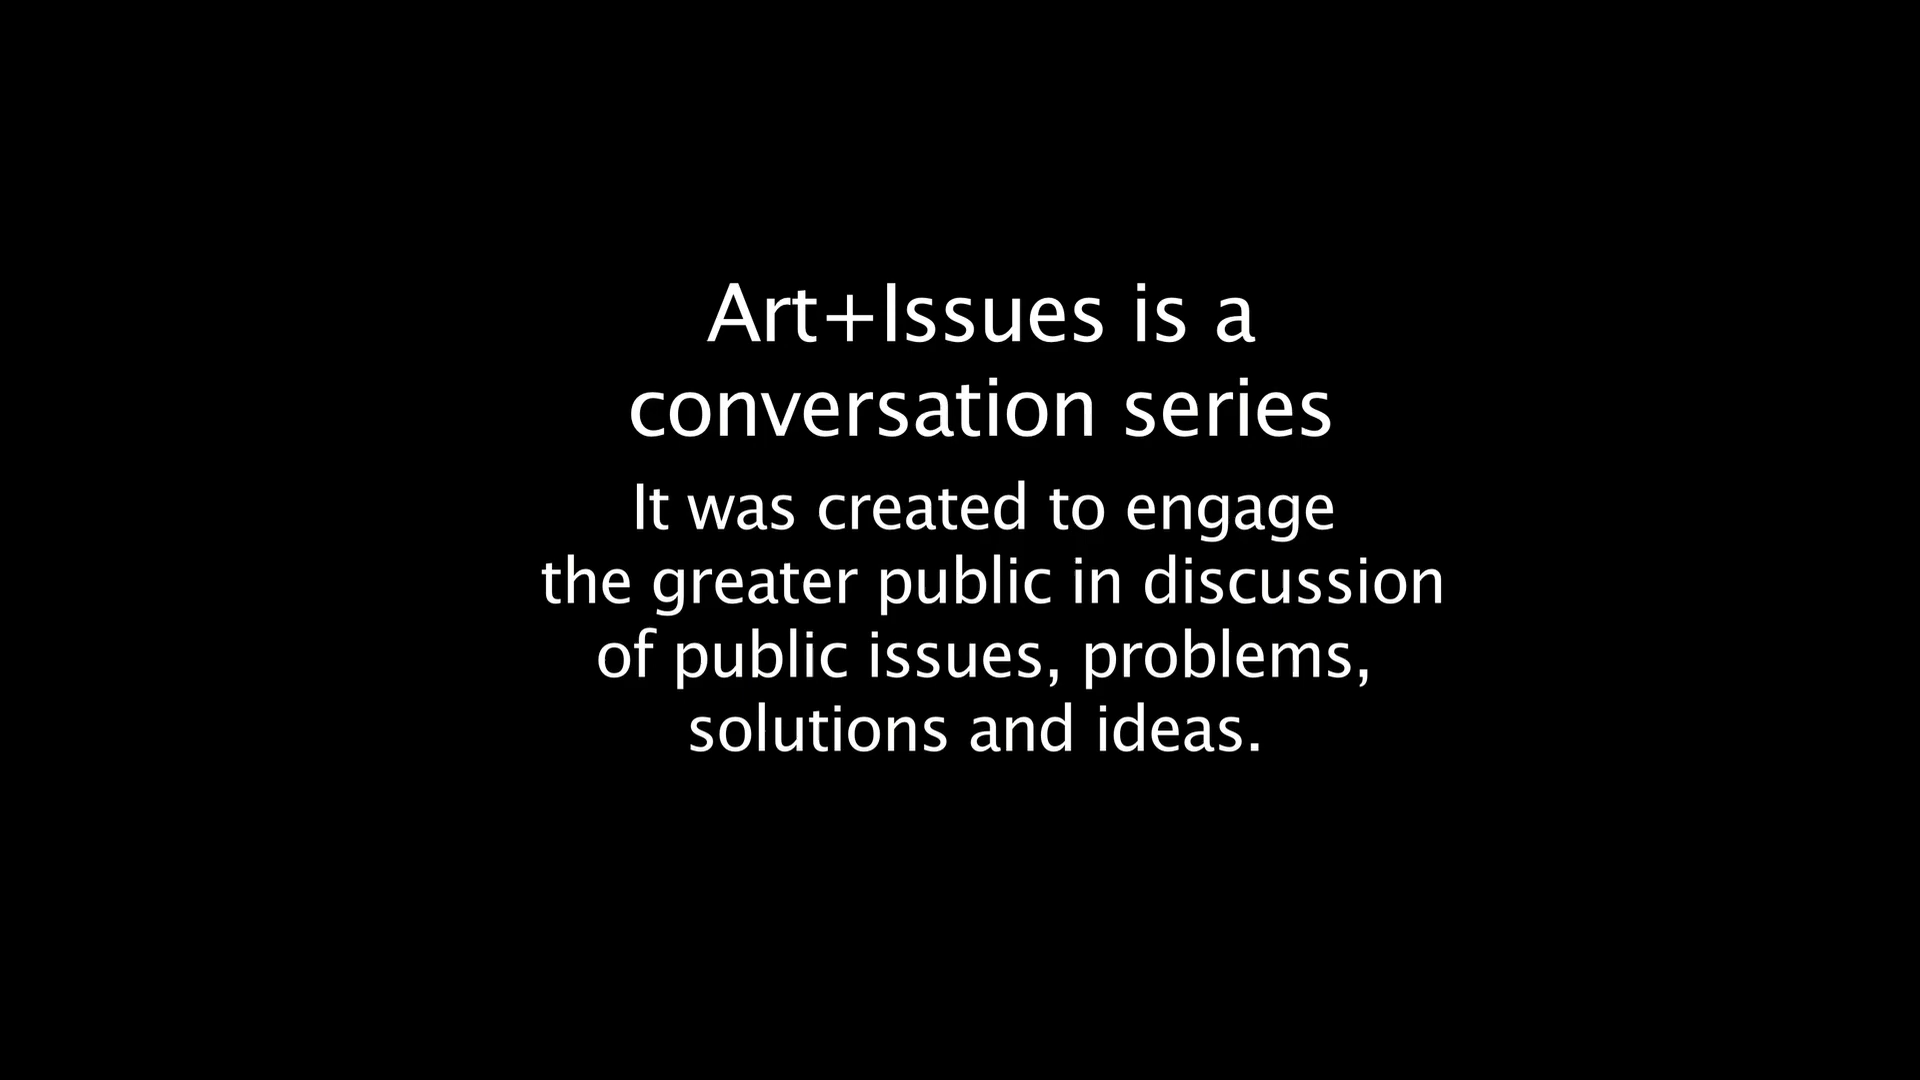 Art+Issues is a
conversation series
It was created to engage
the greater public in discussion
of public issues, problems,
solutions and ideas.